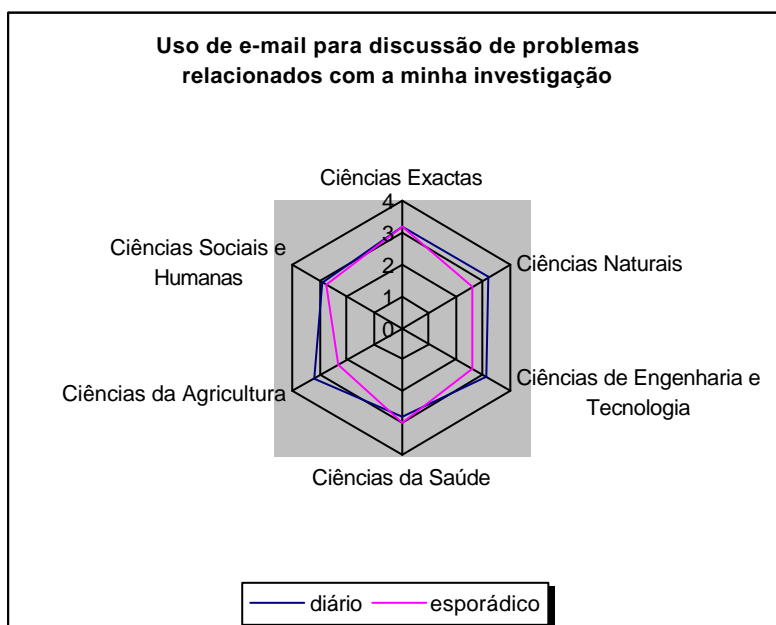 Uso de e-mail para discussão de problemas
relacionados com a minha investigação
Ciências Exactas
4
3
2
1
0
Ciências Naturais
Ciências de Engenharia e
Tecnologia
Ciências da Saúde
Ciências da Agricultura
Ciências Sociais e
Humanas
diário
esporádico